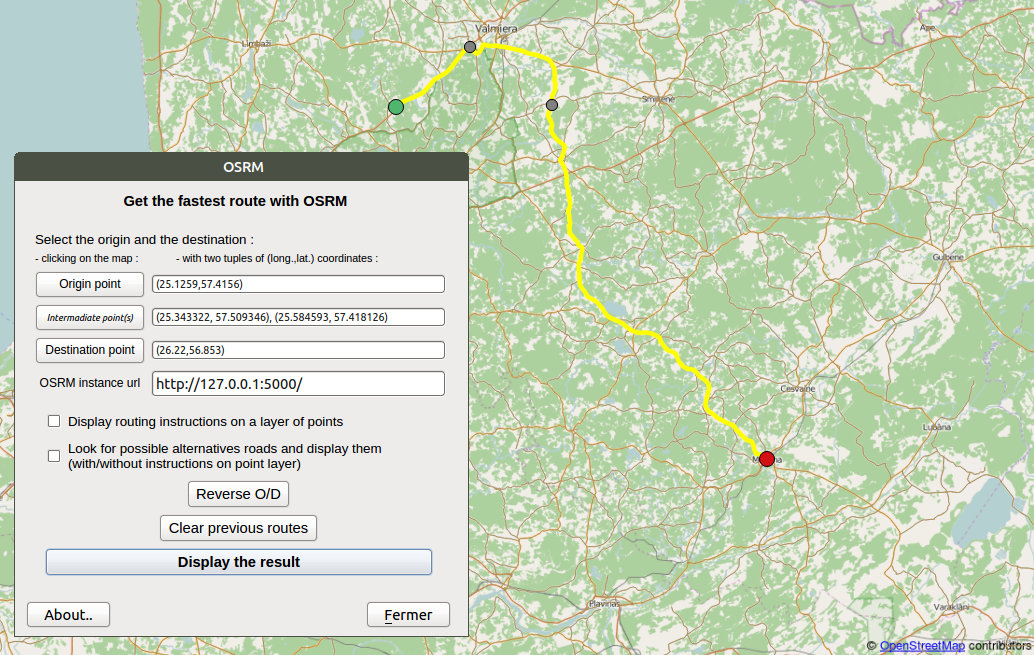 Valmiera
Limbaži
Ape
Smiltene
OSRM
Get the fastest route with OSRM
Select the origin and the destination :
- clicking on the map : - with two tuples of (long.,lat.) coordinates :
Origin point (25.1259,57.4156)
Intermadiate point(s) (25.343322, 57.509346), (25.584593, 57.418126)
Destination point (26.22,56.853)
OSRM instance url http://127.0.0.1:5000/
Display routing instructions on a layer of points
Look for possible alternatives roads and display them
(with/without instructions on point layer)
Reverse O/D
Clear previous routes
Display the result
About..
Fermer
Gulbene
Cesvaine
Lubāna
Pļaviņas
Varakļāni
© OpenStreetMap contributors